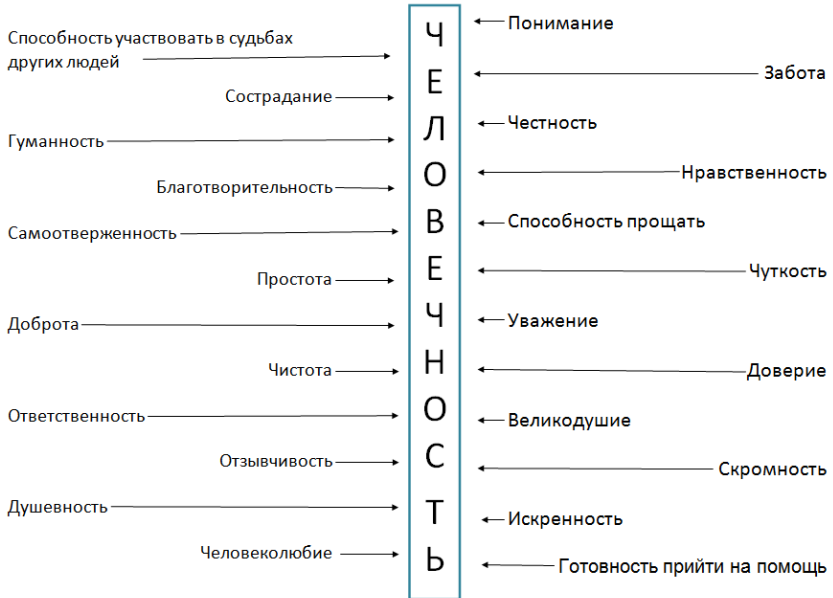 Способность участвовать в судьбах
других людей
Сострадание
Гуманность
Благотворительность
Самоотверженность
Простота
Доброта
Чистота
Ответственность
Отзывчивость
Душевность
Человеколюбие
Ч
Е
Л
О
В
Е
Ч
Н
О
С
Т
Ь
Понимание
Забота
Честность
Нравственность
Способность прощать
Чуткость
Уважение
Доверие
Великодушие
Скромность
Искренность
Готовность прийти на помощь